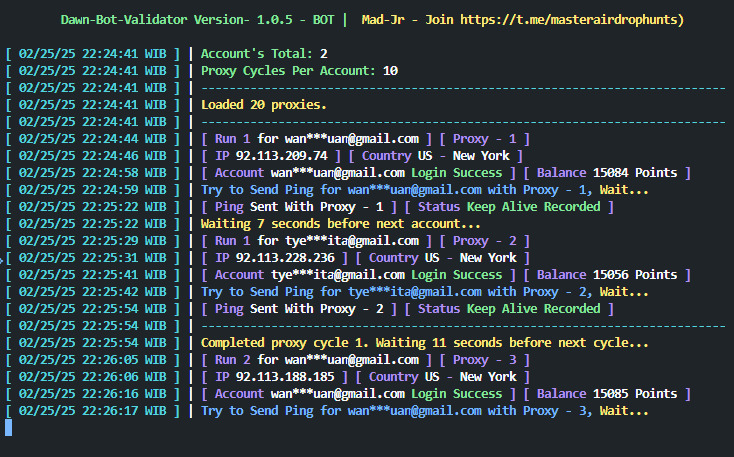 Dawn-Bot-Validator Version- 1.0.5 - BOT | Mad-Jr - Join https://t.me/masterairdrophunts)
[ 02/25/25 22:24:41 WIB ] | Account's Total: 2
[ 02/25/25 22:24:41 WIB ] | Proxy Cycles Per Account: 10
[ 02/25/25 22:24:41 WIB ] | ---------------------------------------------------------------------------
[ 02/25/25 22:24:41 WIB ] | Loaded 20 proxies.
[ 02/25/25 22:24:41 WIB ] | ---------------------------------------------------------------------------
[ 02/25/25 22:24:44 WIB ] | [ Run 1 for wan***uan@gmail.com ] [ Proxy - 1 ]
[ 02/25/25 22:24:46 WIB ] | [ IP 92.113.209.74 ] [ Country US - New York ]
[ 02/25/25 22:24:58 WIB ] | [ Account wan***uan@gmail.com Login Success ] [ Balance 15084 Points ]
[ 02/25/25 22:24:59 WIB ] | Try to Send Ping for wan***uan@gmail.com with Proxy - 1, Wait...
[ 02/25/25 22:25:22 WIB ] | [ Ping Sent With Proxy - 1 ] [ Status Keep Alive Recorded ]
[ 02/25/25 22:25:22 WIB ] | Waiting 7 seconds before next account...
[ 02/25/25 22:25:29 WIB ] | [ Run 1 for tye***ita@gmail.com ] [ Proxy - 2 ]
[ 02/25/25 22:25:31 WIB ] | [ IP 92.113.228.236 ] [ Country US - New York ]
[ 02/25/25 22:25:41 WIB ] | [ Account tye***ita@gmail.com Login Success ] [ Balance 15056 Points ]
[ 02/25/25 22:25:42 WIB ] | Try to Send Ping for tye***ita@gmail.com with Proxy - 2, Wait...
[ 02/25/25 22:25:54 WIB ] | [ Ping Sent With Proxy - 2 ] [ Status Keep Alive Recorded ]
[ 02/25/25 22:25:54 WIB ] | ---------------------------------------------------------------------------
[ 02/25/25 22:25:54 WIB ] | Completed proxy cycle 1. Waiting 11 seconds before next cycle...
[ 02/25/25 22:26:05 WIB ] | [ Run 2 for wan***uan@gmail.com ] [ Proxy - 3 ]
[ 02/25/25 22:26:06 WIB ] | [ IP 92.113.188.185 ] [ Country US - New York ]
[ 02/25/25 22:26:16 WIB ] | [ Account wan***uan@gmail.com Login Success ] [ Balance 15085 Points ]
[ 02/25/25 22:26:17 WIB ] | Try to Send Ping for wan***uan@gmail.com with Proxy - 3, Wait...